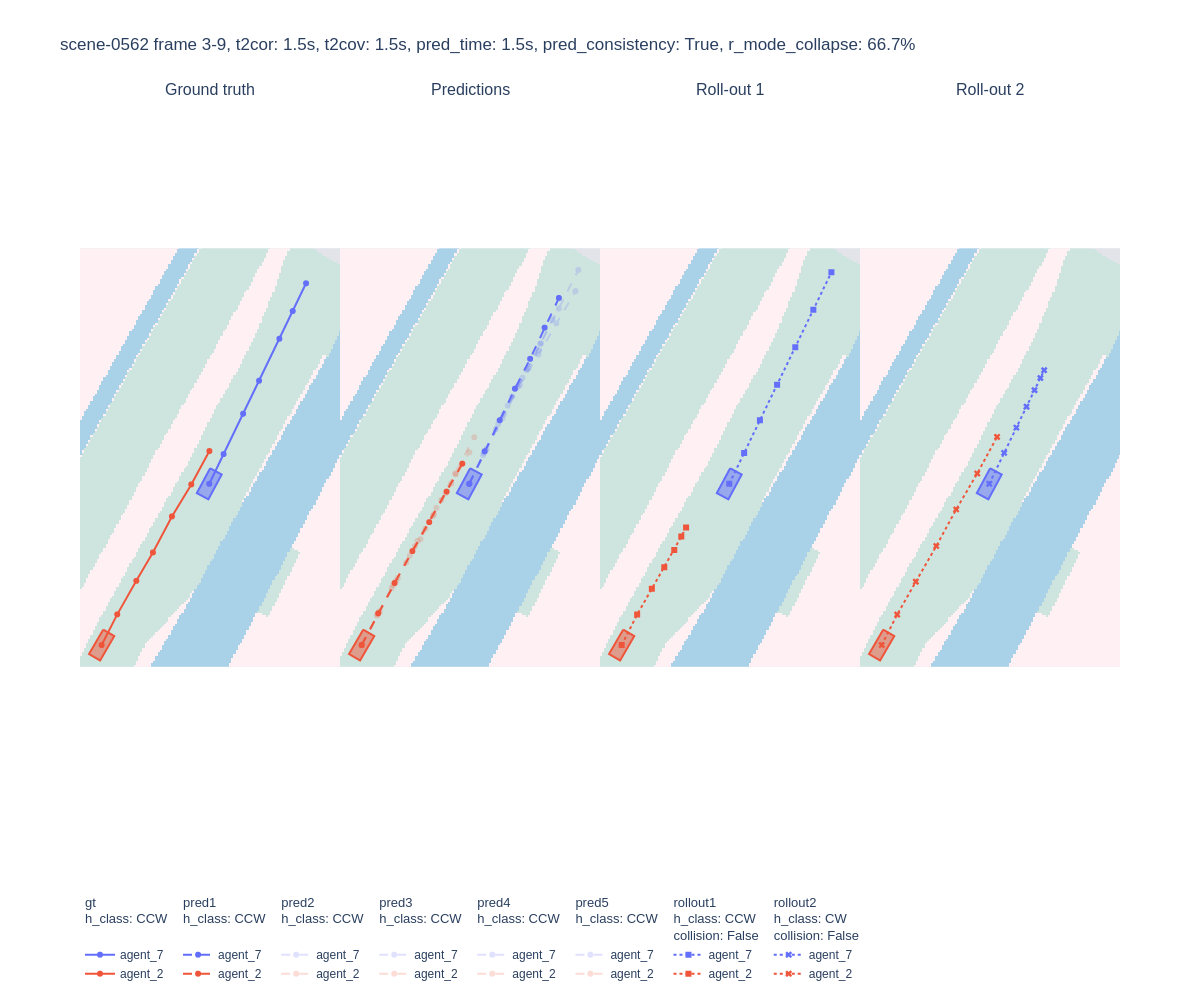 scene-0562 frame 3-9, t2cor: 1.5s, t2cov: 1.5s, pred_time: 1.5s, pred_consistency: True, r_mode_collapse: 66.7%
Ground truth
Predictions
Roll-out 1
Roll-out 2
gt
h_class: CCW
agent_7
agent_2
pred1
h_class: CCW
agent_7
agent_2
pred2
h_class: CCW
agent_7
agent_2
pred3
h_class: CCW
agent_7
agent_2
pred4
h_class: CCW
agent_7
agent_2
pred5
h_class: CCW
agent_7
agent_2
rollout1
h_class: CCW
collision: False
agent_7
agent_2
rollout2
h_class: CW
collision: False
agent_7
agent_2